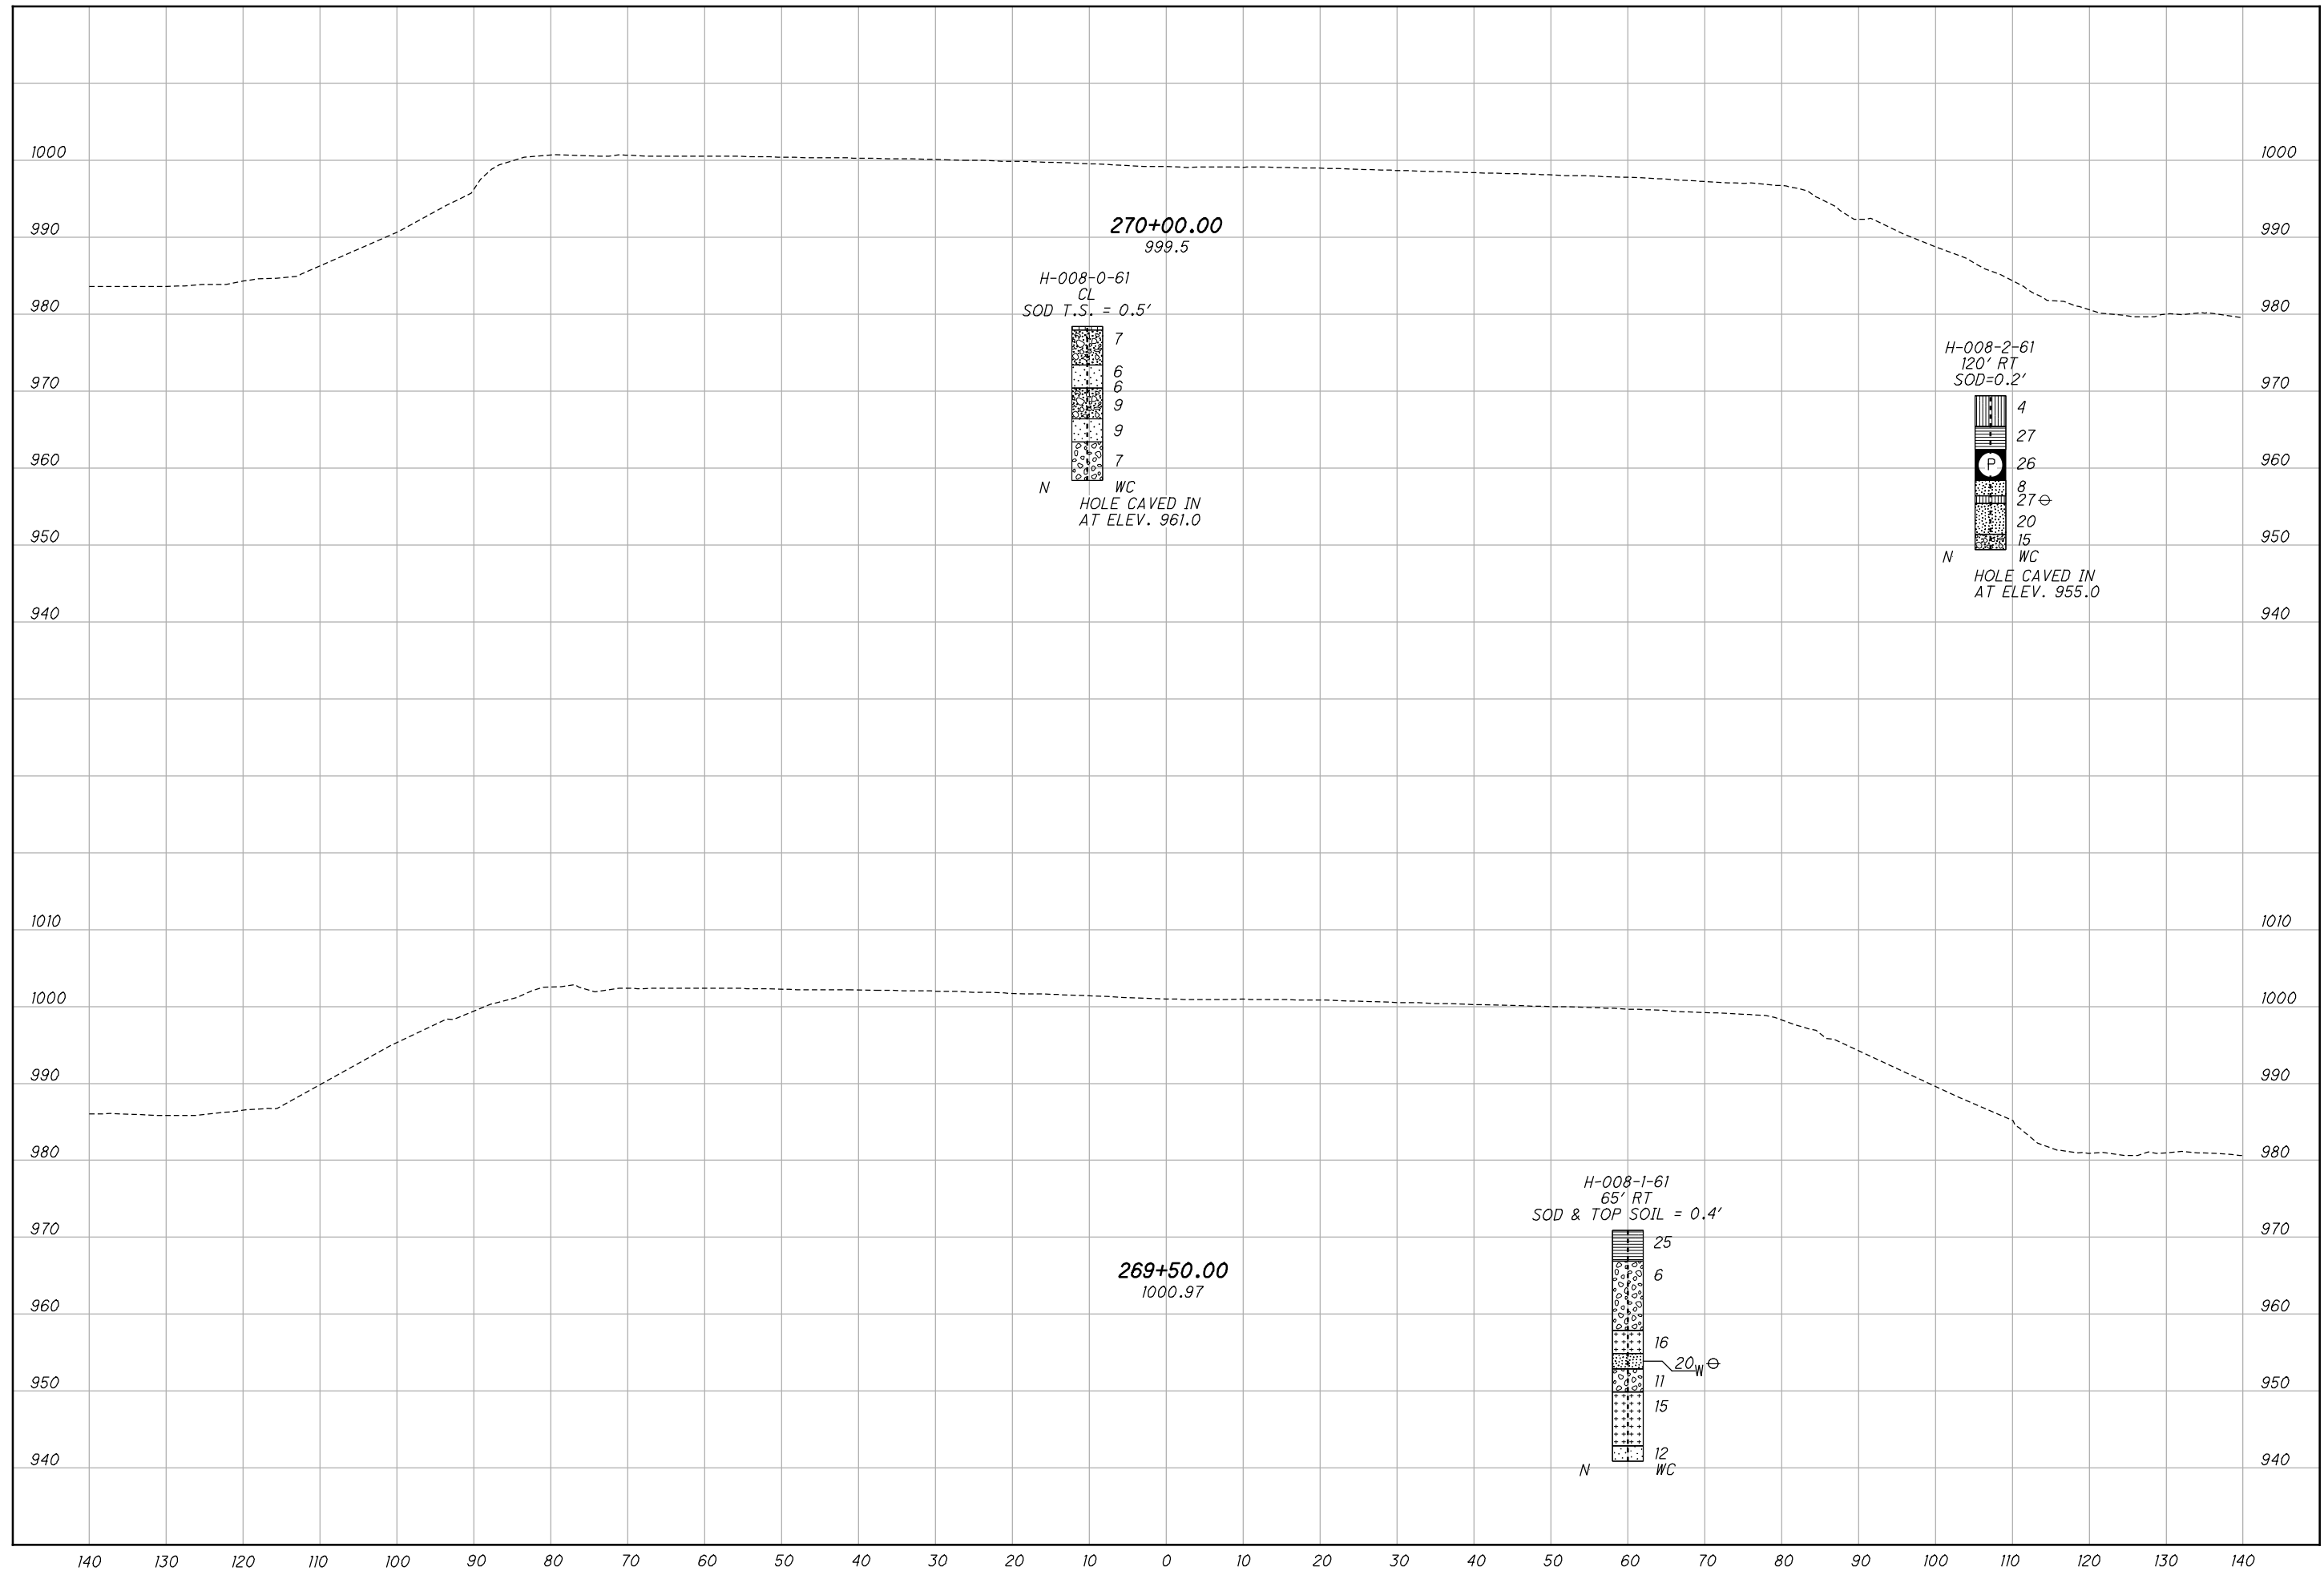 1000 1000
990 270+00.00 990
999.5
H-008-0-61
CL
980 SOD T.S. = 0.5' 980
7
H-008-2-61
120' RT
970 6 SOD=0.2' 970
6
9 4
9 27
960 7 P 26 960
N WC 8
HOLE CAVED IN 27
AT ELEV. 961.0 20
950 15 950
N WC
HOLE CAVED IN
AT ELEV. 955.0
940 940
1010 1010
1000 1000
990 990
980 980
H-008-1-61
65' RT
SOD & TOP SOIL = 0.4'
970 970
25
269+50.00 6
1000.97
960 960
16
20 W
950 11 950
15
940 12 940
N WC
140 130 120 110 100 90 80 70 60 50 40 30 20 10 0 10 20 30 40 50 60 70 80 90 100 110 120 130 140